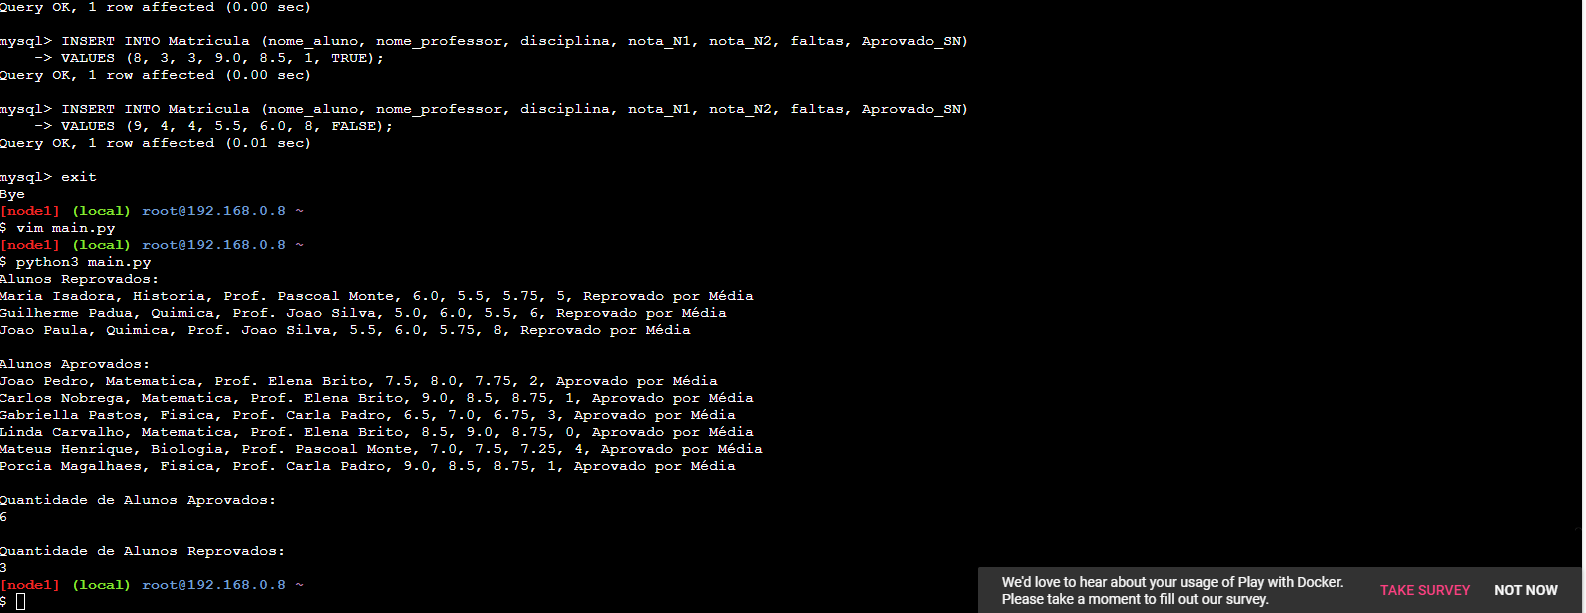 Query OK, 1 row affected (0.00 sec)
mysql> INSERT INTO Matricula (nome_aluno, nome_professor, disciplina, nota_N1, nota_N2, faltas, Aprovado_SN)
-> VALUES (8, 3, 3, 9.0, 8.5, 1, TRUE);
Query OK, 1 row affected (0.00 sec)
mysql> INSERT INTO Matricula (nome_aluno, nome_professor, disciplina, nota_N1, nota_N2, faltas, Aprovado_SN)
-> VALUES (9, 4, 4, 5.5, 6.0, 8, FALSE);
Query OK, 1 row affected (0.01 sec)
mysql> exit
Bye
[node1] (local) root@192.168.0.8 ~
$ vim main.py
[node1] (local) root@192.168.0.8 ~
$ python3 main.py
Alunos Reprovados:
Maria Isadora, Historia, Prof. Pascoal Monte, 6.0, 5.5, 5.75, 5, Reprovado por Média
Guilherme Padua, Quimica, Prof. Joao Silva, 5.0, 6.0, 5.5, 6, Reprovado por Média
Joao Paula, Quimica, Prof. Joao Silva, 5.5, 6.0, 5.75, 8, Reprovado por Média
Alunos Aprovados:
Joao Pedro, Matematica, Prof. Elena Brito, 7.5, 8.0, 7.75, 2, Aprovado por Média
Carlos Nobrega, Matematica, Prof. Elena Brito, 9.0, 8.5, 8.75, 1, Aprovado por Média
Gabriella Pastos, Fisica, Prof. Carla Padro, 6.5, 7.0, 6.75, 3, Aprovado por Média
Linda Carvalho, Matematica, Prof. Elena Brito, 8.5, 9.0, 8.75, 0, Aprovado por Média
Mateus Henrique, Biologia, Prof. Pascoal Monte, 7.0, 7.5, 7.25, 4, Aprovado por Média
Porcia Magalhaes, Fisica, Prof. Carla Padro, 9.0, 8.5, 8.75, 1, Aprovado por Média
Quantidade de Alunos Aprovados:
6
Quantidade de Alunos Reprovados:
3
[node1] (local) root@192.168.0.8 ~
$
We'd love to hear about your usage of Play with Docker.
Please take a moment to fill out our survey.
TAKE SURVEY NOT NOW